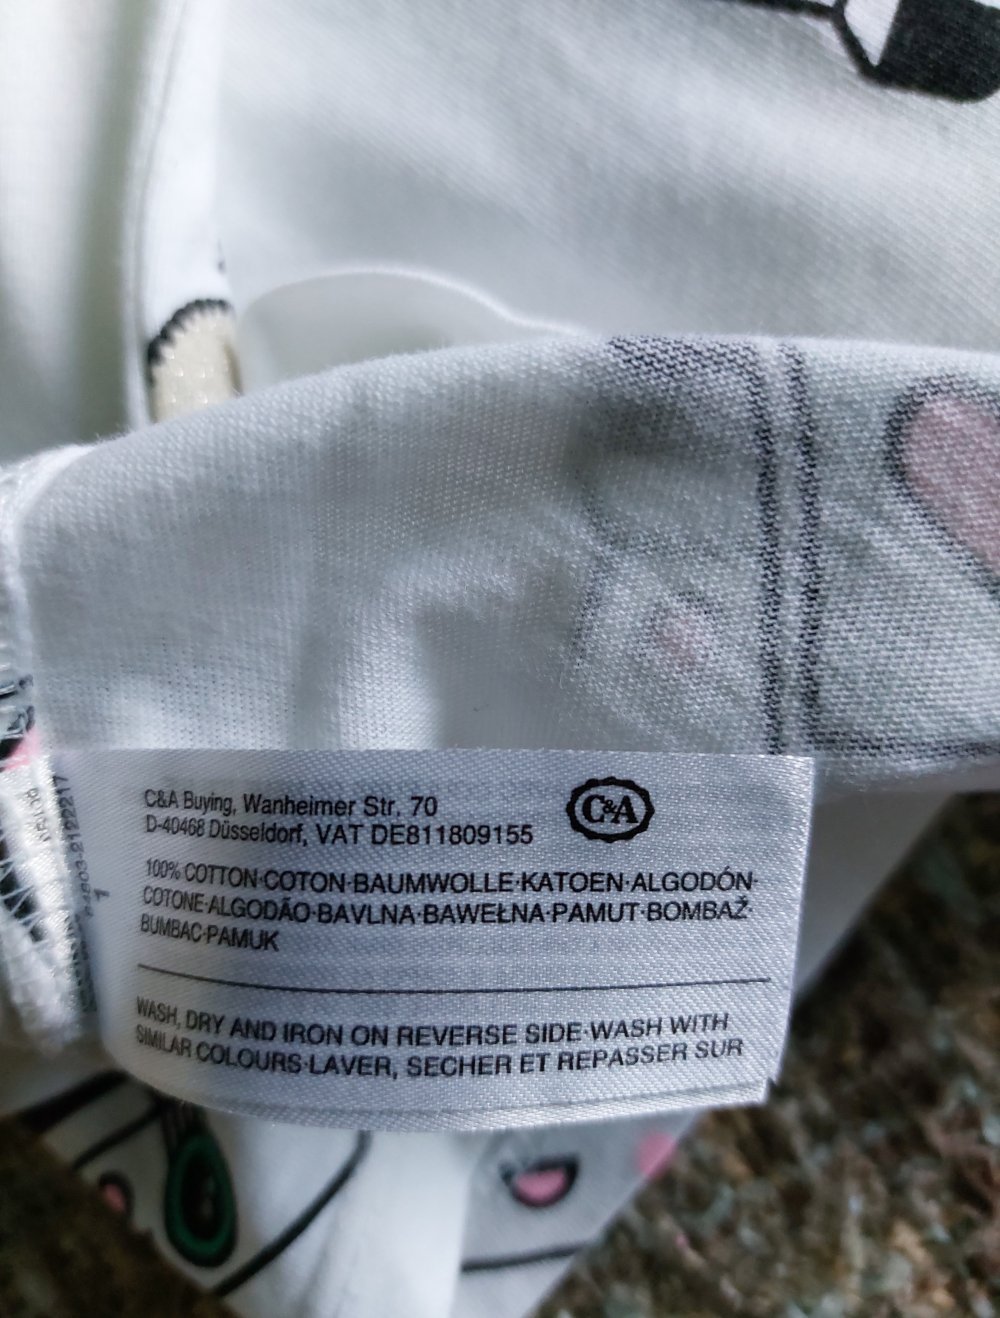 C&A Buying, Wanheimer Str. 70
D-40468 Düsseldorf, VAT DE811809155
C&A
100% COTTON·COTON·BAUMWOLLE·KATOEN·ALGODÓN·
COTONE·ALGODÃO·BAVLNA·BAWEŁNA·PAMUT·BOMBAŽ·
BUMBAC·PAMUK
WASH, DRY AND IRON ON REVERSE SIDE·WASH WITH
SIMILAR COLOURS·LAVER, SECHER ET REPASSER SUR
1